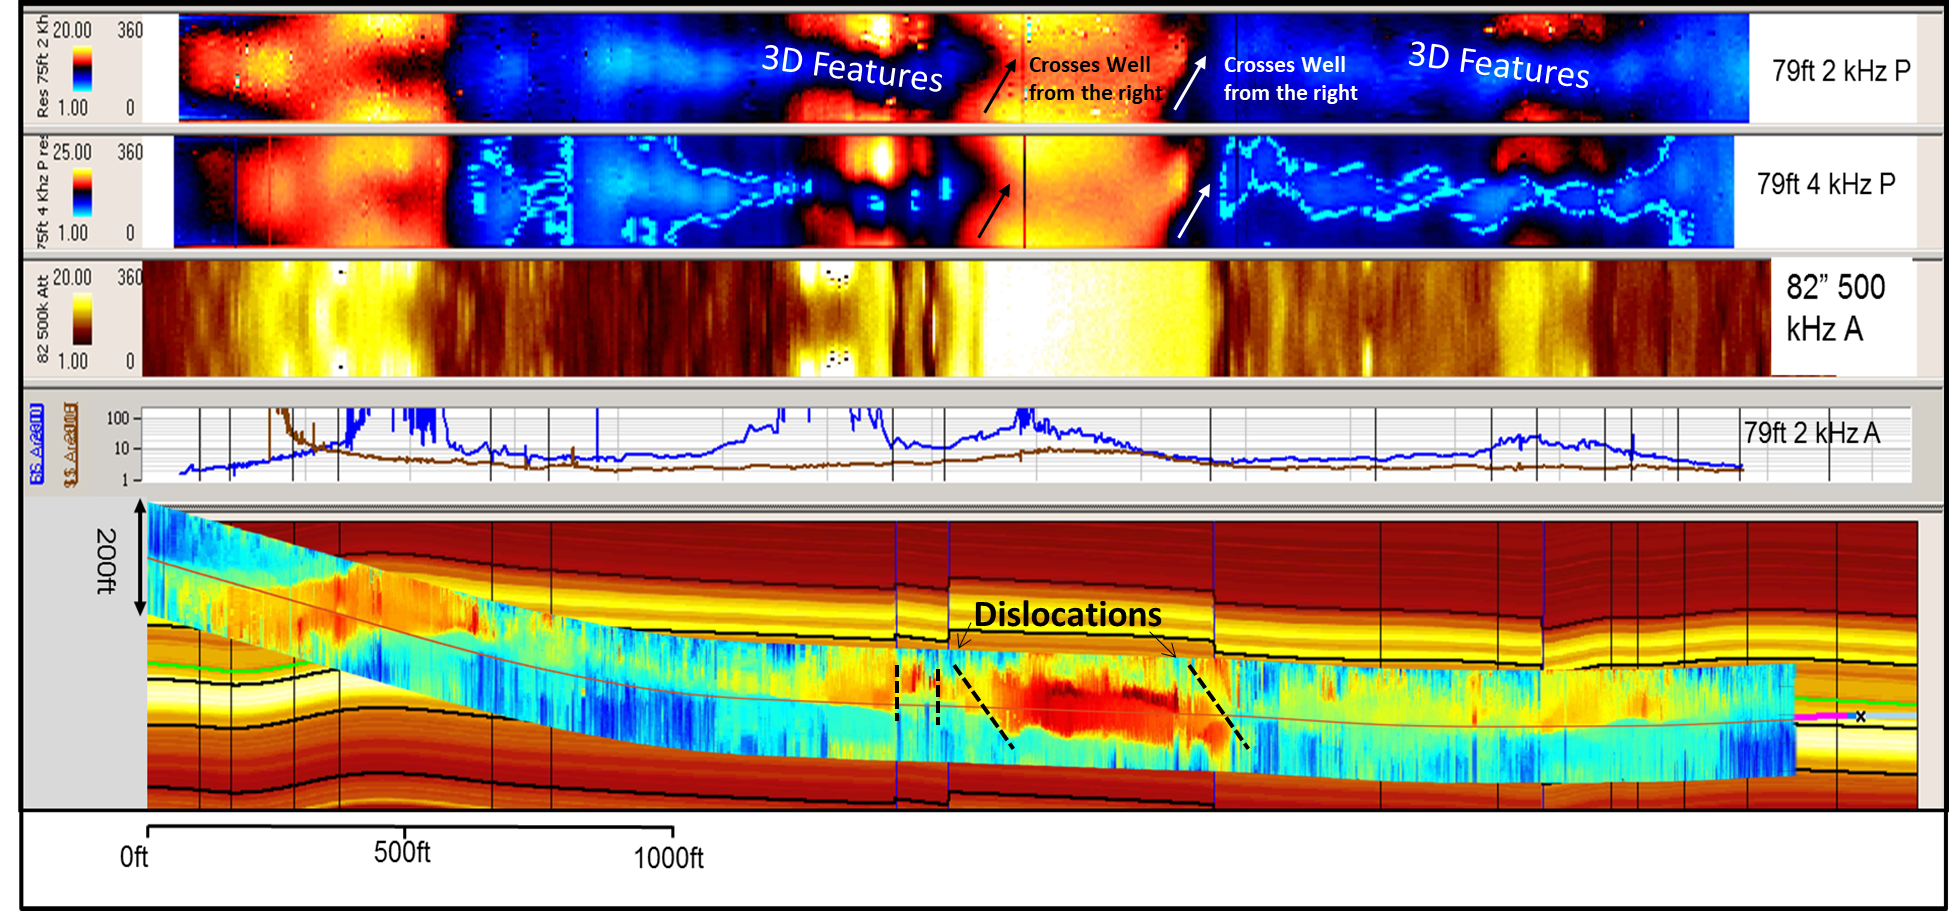 Res 75ft 2 kh
20.00
360
1.00
0
3D Features
Crosses Well
from the right
Crosses Well
from the right
3D Features
79ft 2 kHz P
75ft 4 Khz P res
25.00
360
1.00
0
79ft 4 kHz P
82 500k Att
20.00
360
1.00
0
82” 500
kHz A
100
10
1
79ft 2 kHz A
200ft
Dislocations
x
0ft
500ft
1000ft